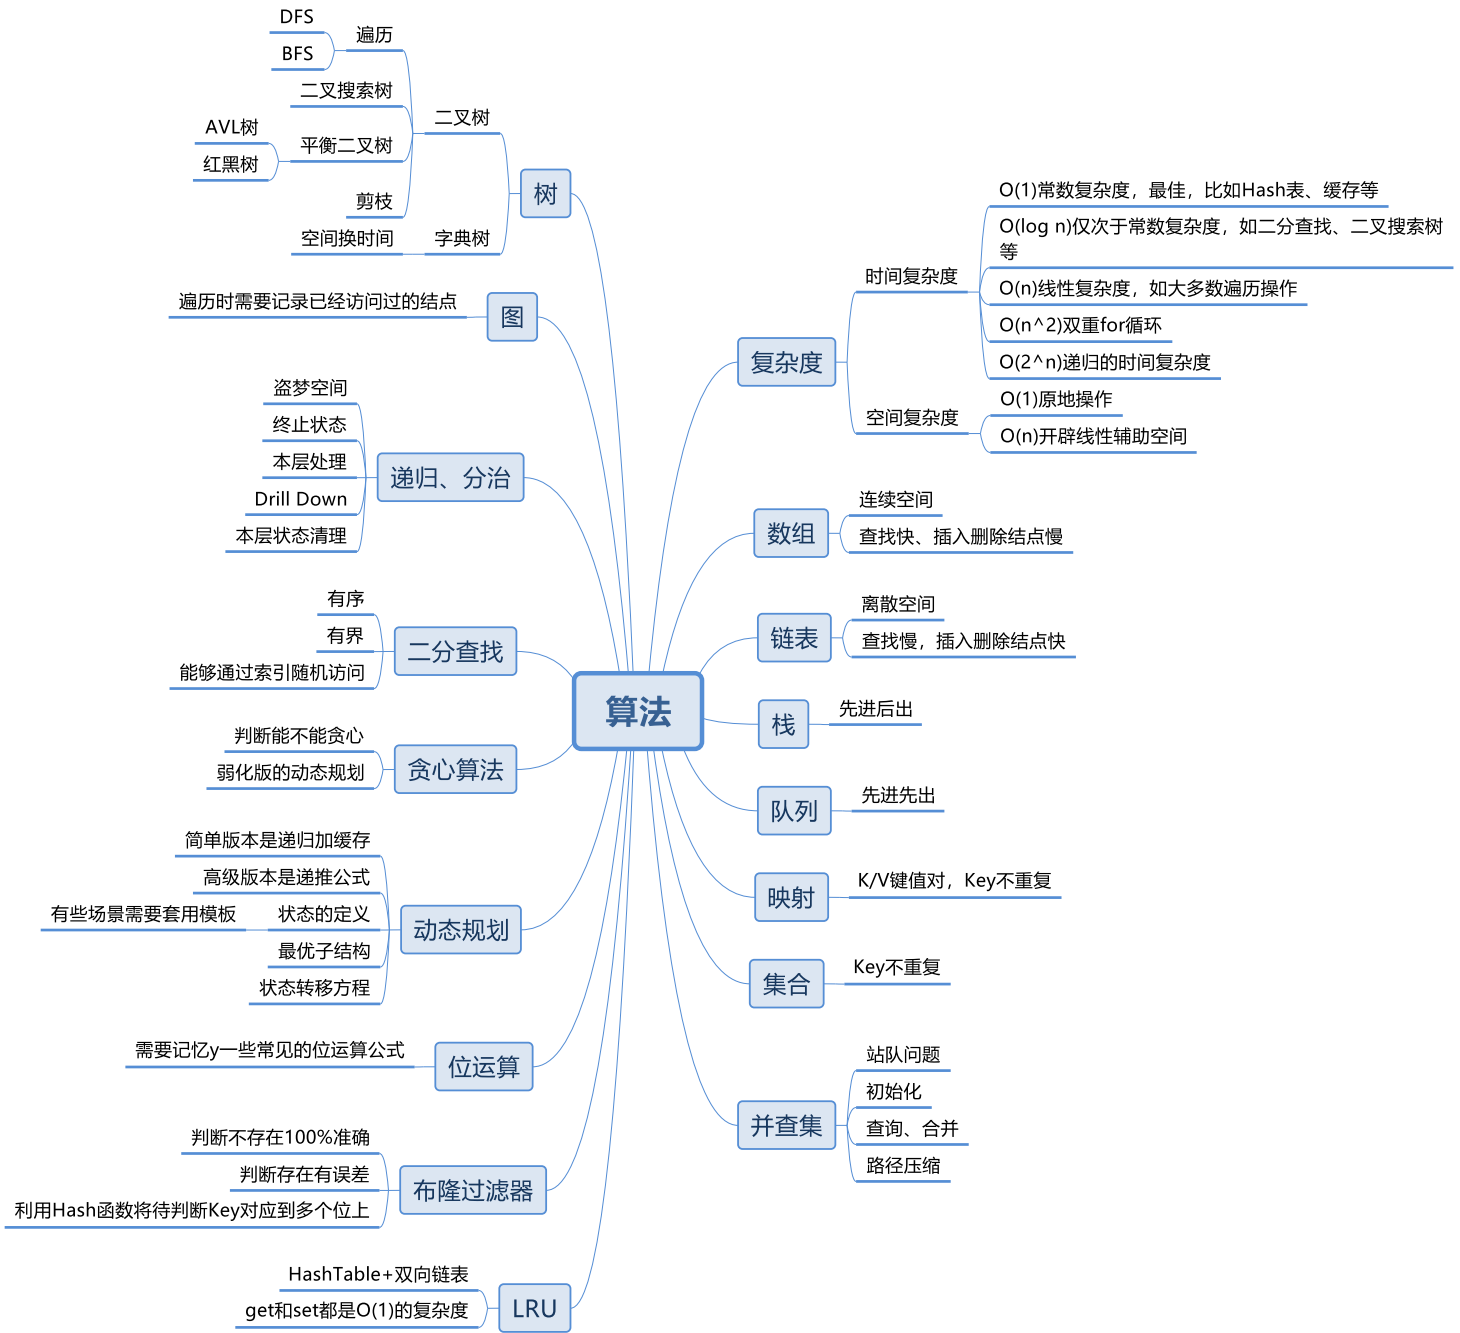 算法
复杂度
时间复杂度
O(1)常数复杂度，最佳，比如Hash表、缓存等
O(log n)仅次于常数复杂度，如二分查找、二叉搜索树
等
O(n)线性复杂度，如大多数遍历操作
O(n^2)双重for循环
O(2^n)递归的时间复杂度
空间复杂度
O(1)原地操作
O(n)开辟线性辅助空间
数组
连续空间
查找快、插入删除结点慢
链表
离散空间
查找慢，插入删除结点快
栈
先进后出
队列
先进先出
映射
K/V键值对，Key不重复
集合
Key不重复
并查集
站队问题
初始化
查询、合并
路径压缩
树
二叉树
遍历
DFS
BFS
二叉搜索树
平衡二叉树
AVL树
红黑树
剪枝
字典树
空间换时间
图
遍历时需要记录已经访问过的结点
递归、分治
盗梦空间
终止状态
本层处理
Drill Down
本层状态清理
二分查找
有序
有界
能够通过索引随机访问
贪心算法
判断能不能贪心
弱化版的动态规划
动态规划
简单版本是递归加缓存
高级版本是递推公式
状态的定义
有些场景需要套用模板
最优子结构
状态转移方程
位运算
需要记忆y一些常见的位运算公式
布隆过滤器
判断不存在100%准确
判断存在有误差
利用Hash函数将待判断Key对应到多个位上
LRU
HashTable+双向链表
get和set都是O(1)的复杂度